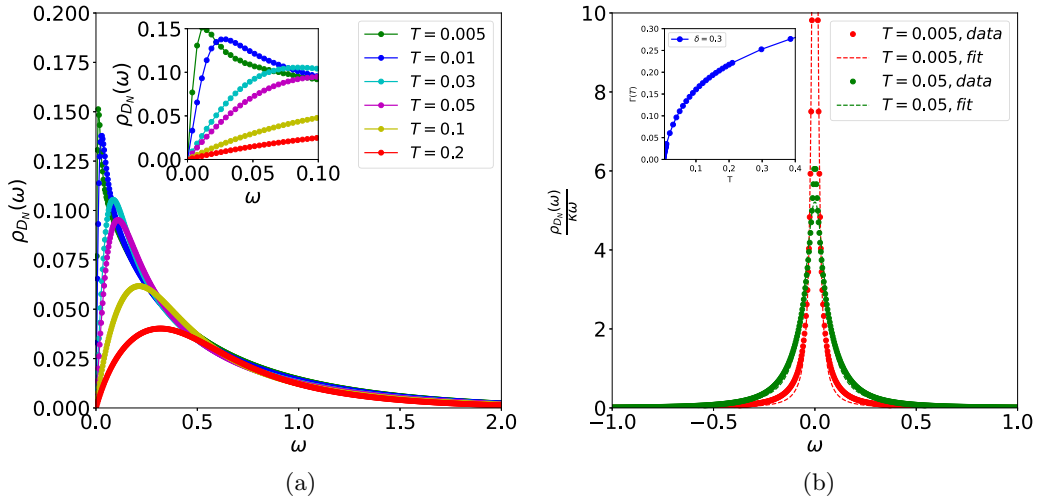 0.200
0.175
0.150
0.125
0.100
0.075
0.050
0.025
0.000
ρ_{D_N}(ω)
0.0 0.5 1.0 1.5 2.0
ω
0.15
0.10
0.05
0.00
ρ_{D_N}(ω)
0.00 0.05 0.10
ω
T = 0.005
T = 0.01
T = 0.03
T = 0.05
T = 0.1
T = 0.2
(a)
10
8
6
4
2
0
ρ_{D_N}(ω)
κω
−1.0 −0.5 0.0 0.5 1.0
ω
0.30
0.25
0.20
0.15
0.10
0.05
0.00
Γ(T)
0.1 0.2 0.3 0.4
T
δ = 0.3
T = 0.005, data
T = 0.005, fit
T = 0.05, data
T = 0.05, fit
(b)